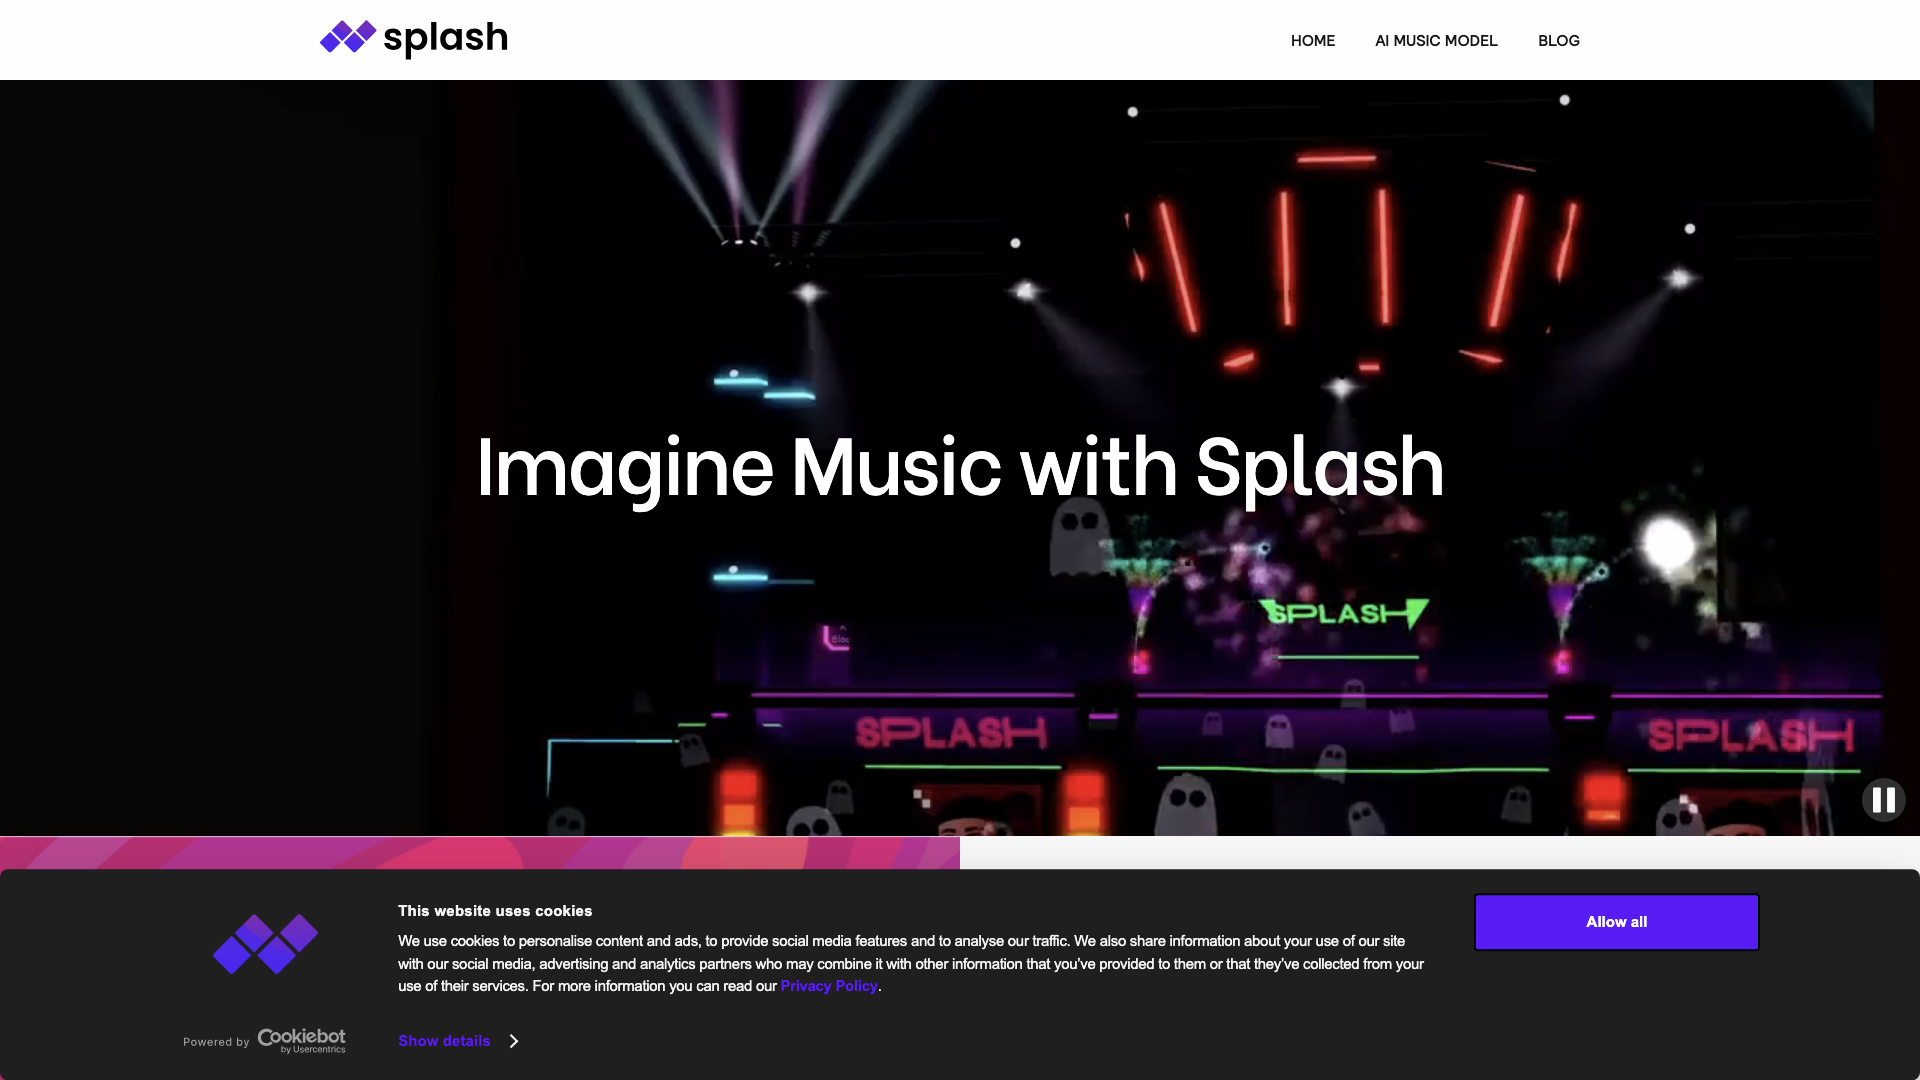 splash
HOME
AI MUSIC MODEL
BLOG
Imagine Music with Splash
SPLASH
SPLASH
SPLASH
This website uses cookies
We use cookies to personalise content and ads, to provide social media features and to analyse our traffic. We also share information about your use of our site
with our social media, advertising and analytics partners who may combine it with other information that you've provided to them or that they've collected from your
use of their services. For more information you can read our Privacy Policy.
Allow all
Powered by Cookiebot
by Usercentrics
Show details